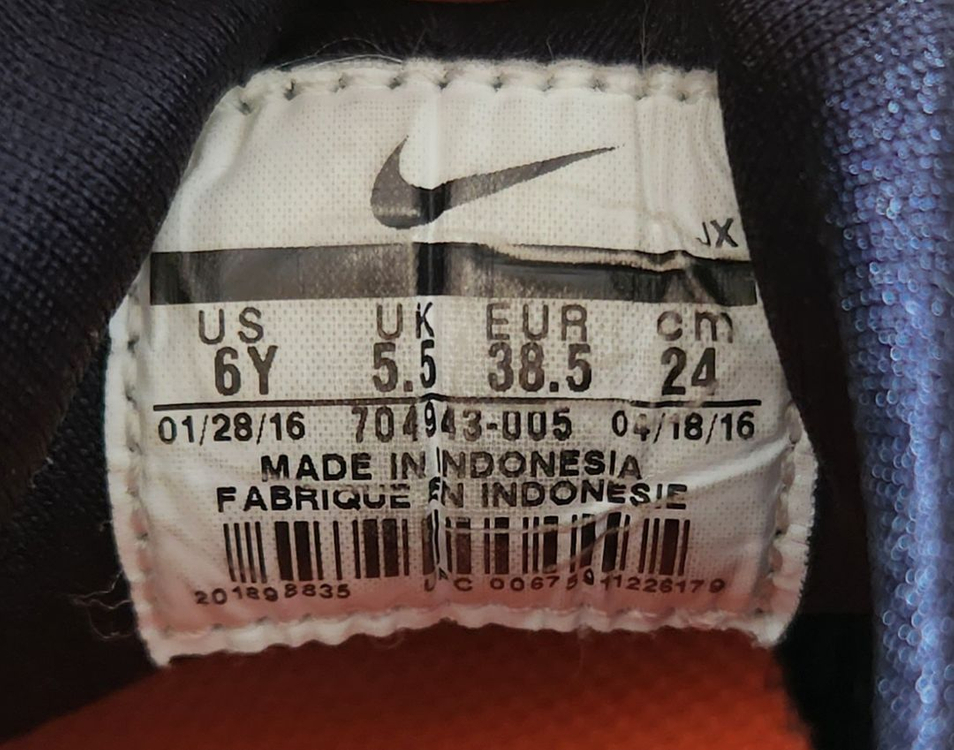 JX
US UK EUR cm
6Y 5.5 38.5 24
01/28/16 704943-005 04/18/16
MADE IN INDONESIA
FABRIQUE EN INDONESIE
201898835